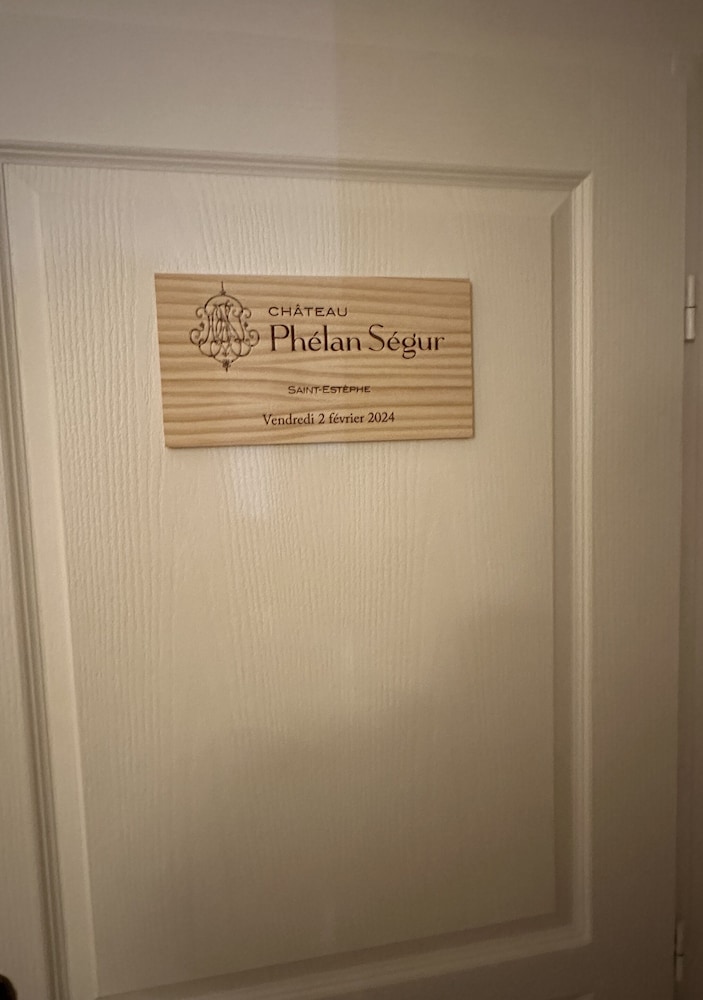 CHÂTEAU
Phélan Ségur
SAINT-ESTÈPHE
Vendredi 2 février 2024